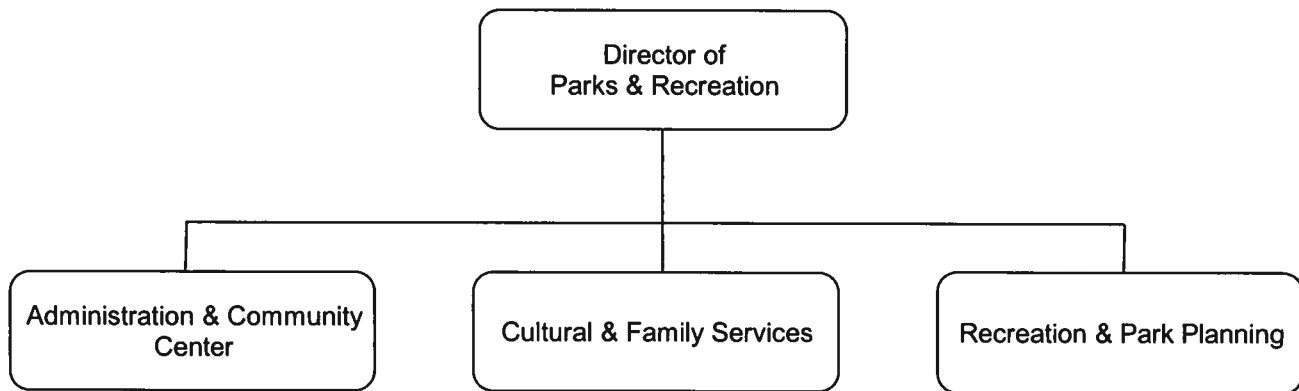 Director of
Parks & Recreation
Administration & Community
Center
Cultural & Family Services
Recreation & Park Planning